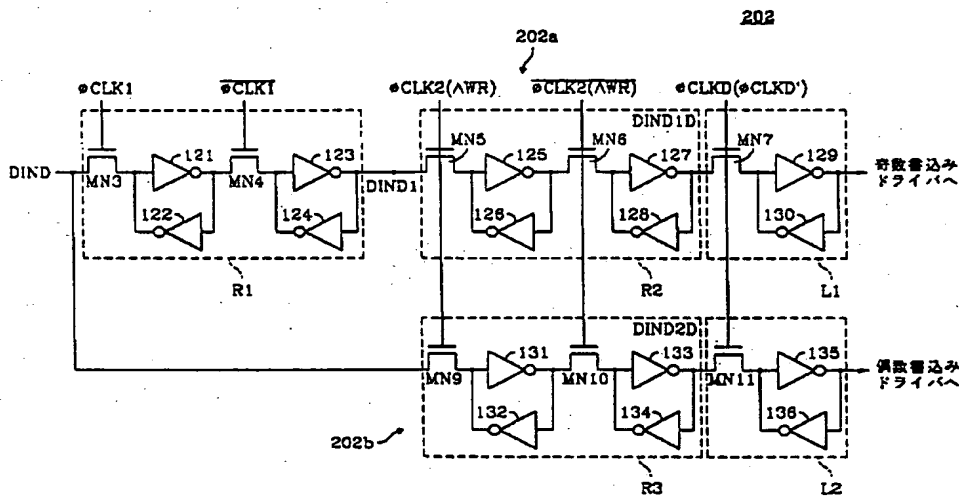 202
202a
φCLK1
φCLK1
φCLK2(∧WR)
φCLK2(∧WR)
φCLKD(φCLKD')
DIND1D
DIND
MN3
121
122
MN4
123
124
DIND1
MN5
125
126
MN6
127
128
MN7
129
130
奇数書込み
ドライバへ
R1
R2
L1
DIND2D
MN9
131
132
MN10
133
134
MN11
135
136
偶数書込み
ドライバへ
202b
R3
L2